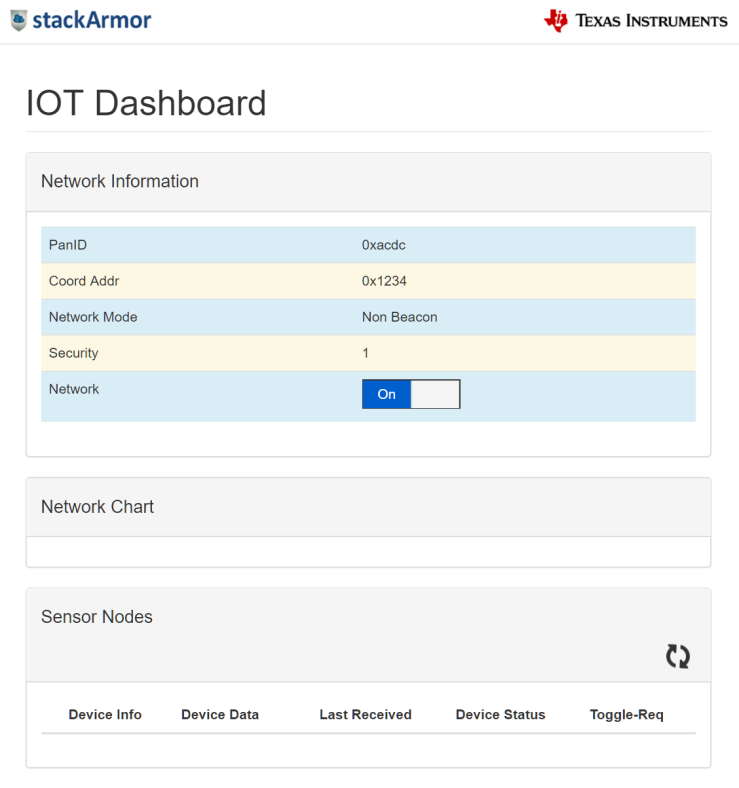 stackArmor
TEXAS INSTRUMENTS
IOT Dashboard
Network Information
PanID 0xacdc
Coord Addr 0x1234
Network Mode Non Beacon
Security 1
Network On
Network Chart
Sensor Nodes
Device Info Device Data Last Received Device Status Toggle-Req